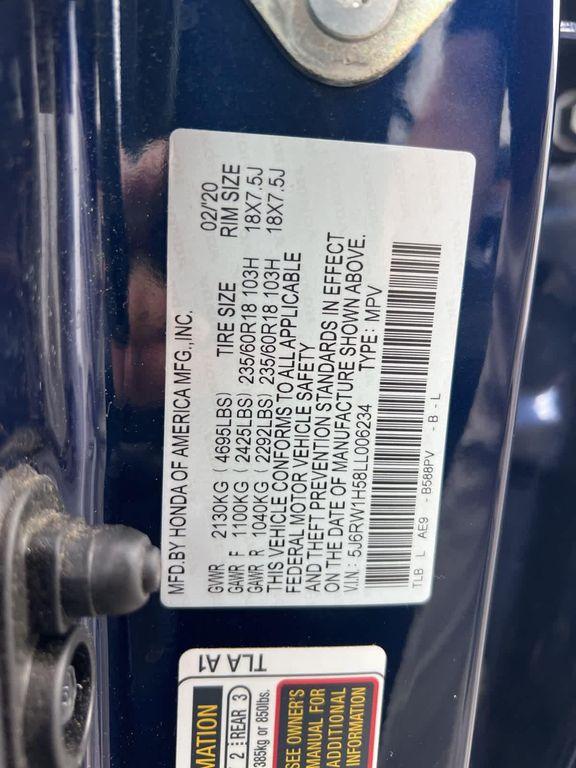 MFD.BY HONDA OF AMERICA MFG.,INC. 02/'20
GVWR 2130KG (4695LBS) TIRE SIZE RIM SIZE
GAWR F 1100KG (2425LBS) 235/60R18 103H 18X7.5J
GAWR R 1040KG (2292LBS) 235/60R18 103H 18X7.5J
THIS VEHICLE CONFORMS TO ALL APPLICABLE
FEDERAL MOTOR VEHICLE SAFETY
AND THEFT PREVENTION STANDARDS IN EFFECT
ON THE DATE OF MANUFACTURE SHOWN ABOVE.
V.I.N.: 5J6RW1H58LL006234 TYPE: MPV
TLB L AE9 - B588PV - B - L
TLA A1
MATION
2 REAR 3
385kg or 850lbs.
SEE OWNER'S
MANUAL FOR
ADDITIONAL
INFORMATION